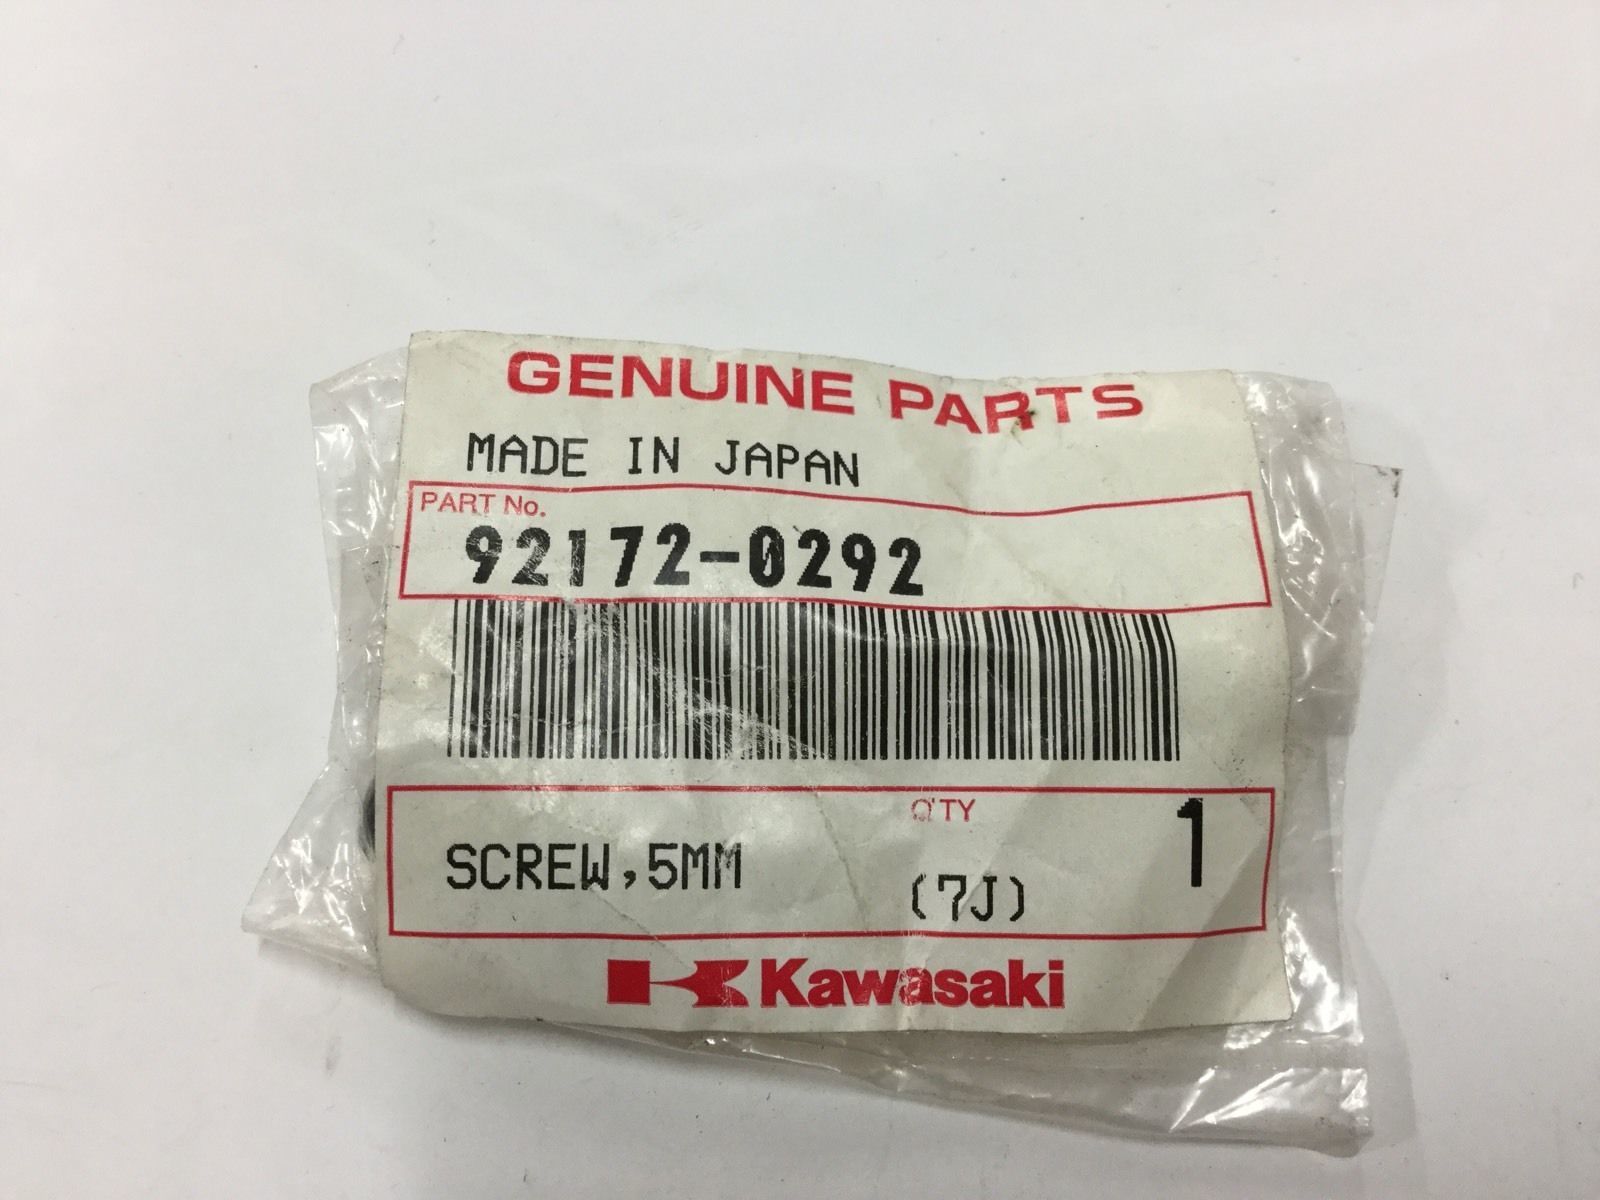 GENUINE PARTS
MADE IN JAPAN
PART No.
92172-0292
Q'TY 1
SCREW,5MM (7J)
Kawasaki